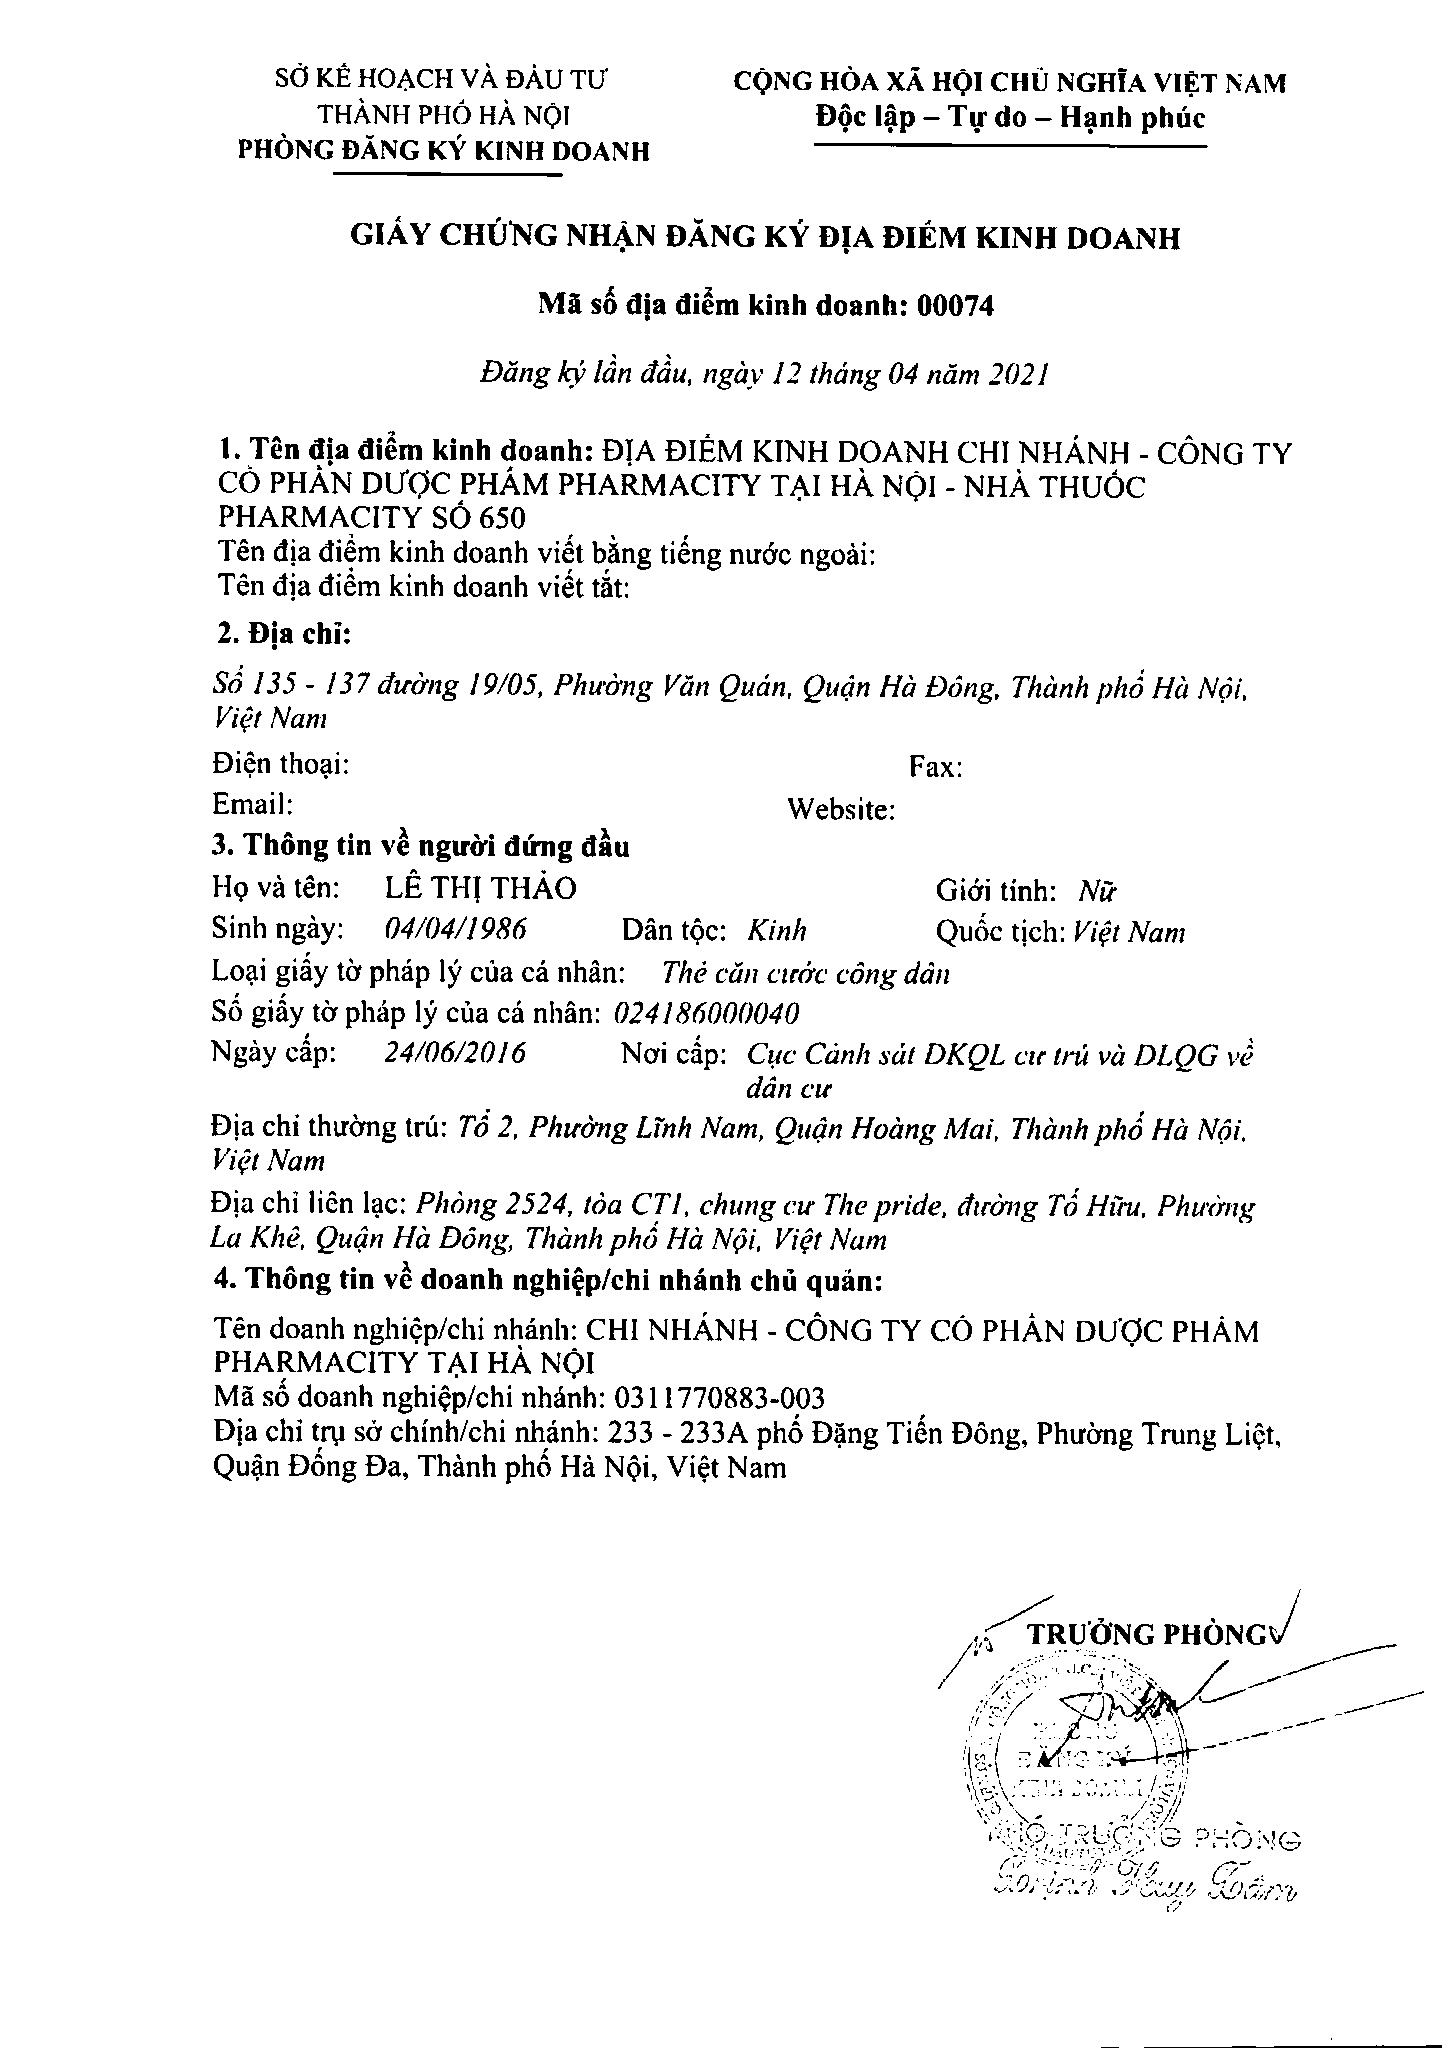 SỞ KẾ HOẠCH VÀ ĐẦU TƯ
THÀNH PHỐ HÀ NỘI
PHÒNG ĐĂNG KÝ KINH DOANH
CỘNG HÒA XÃ HỘI CHỦ NGHĨA VIỆT NAM
Độc lập – Tự do – Hạnh phúc
GIẤY CHỨNG NHẬN ĐĂNG KÝ ĐỊA ĐIỂM KINH DOANH
Mã số địa điểm kinh doanh: 00074
Đăng ký lần đầu, ngày 12 tháng 04 năm 2021
1. Tên địa điểm kinh doanh: ĐỊA ĐIỂM KINH DOANH CHI NHÁNH - CÔNG TY
CỔ PHẦN DƯỢC PHẨM PHARMACITY TẠI HÀ NỘI - NHÀ THUỐC
PHARMACITY SỐ 650
Tên địa điểm kinh doanh viết bằng tiếng nước ngoài:
Tên địa điểm kinh doanh viết tắt:
2. Địa chỉ:
Số 135 - 137 đường 19/05, Phường Văn Quán, Quận Hà Đông, Thành phố Hà Nội,
Việt Nam
Điện thoại: Fax:
Email: Website:
3. Thông tin về người đứng đầu
Họ và tên: LÊ THỊ THẢO Giới tính: Nữ
Sinh ngày: 04/04/1986 Dân tộc: Kinh Quốc tịch: Việt Nam
Loại giấy tờ pháp lý của cá nhân: Thẻ căn cước công dân
Số giấy tờ pháp lý của cá nhân: 024186000040
Ngày cấp: 24/06/2016 Nơi cấp: Cục Cảnh sát DKQL cư trú và DLQG về
dân cư
Địa chỉ thường trú: Tổ 2, Phường Lĩnh Nam, Quận Hoàng Mai, Thành phố Hà Nội,
Việt Nam
Địa chỉ liên lạc: Phòng 2524, tòa CT1, chung cư The pride, đường Tố Hữu, Phường
La Khê, Quận Hà Đông, Thành phố Hà Nội, Việt Nam
4. Thông tin về doanh nghiệp/chi nhánh chủ quản:
Tên doanh nghiệp/chi nhánh: CHI NHÁNH - CÔNG TY CỔ PHẦN DƯỢC PHẨM
PHARMACITY TẠI HÀ NỘI
Mã số doanh nghiệp/chi nhánh: 0311770883-003
Địa chỉ trụ sở chính/chi nhánh: 233 - 233A phố Đặng Tiến Đông, Phường Trung Liệt,
Quận Đống Đa, Thành phố Hà Nội, Việt Nam
TRƯỞNG PHÒNG
PHÒNG
ĐĂNG KÝ
KINH DOANH
PHÓ TRƯỞNG PHÒNG
Trịnh Huy Tâm